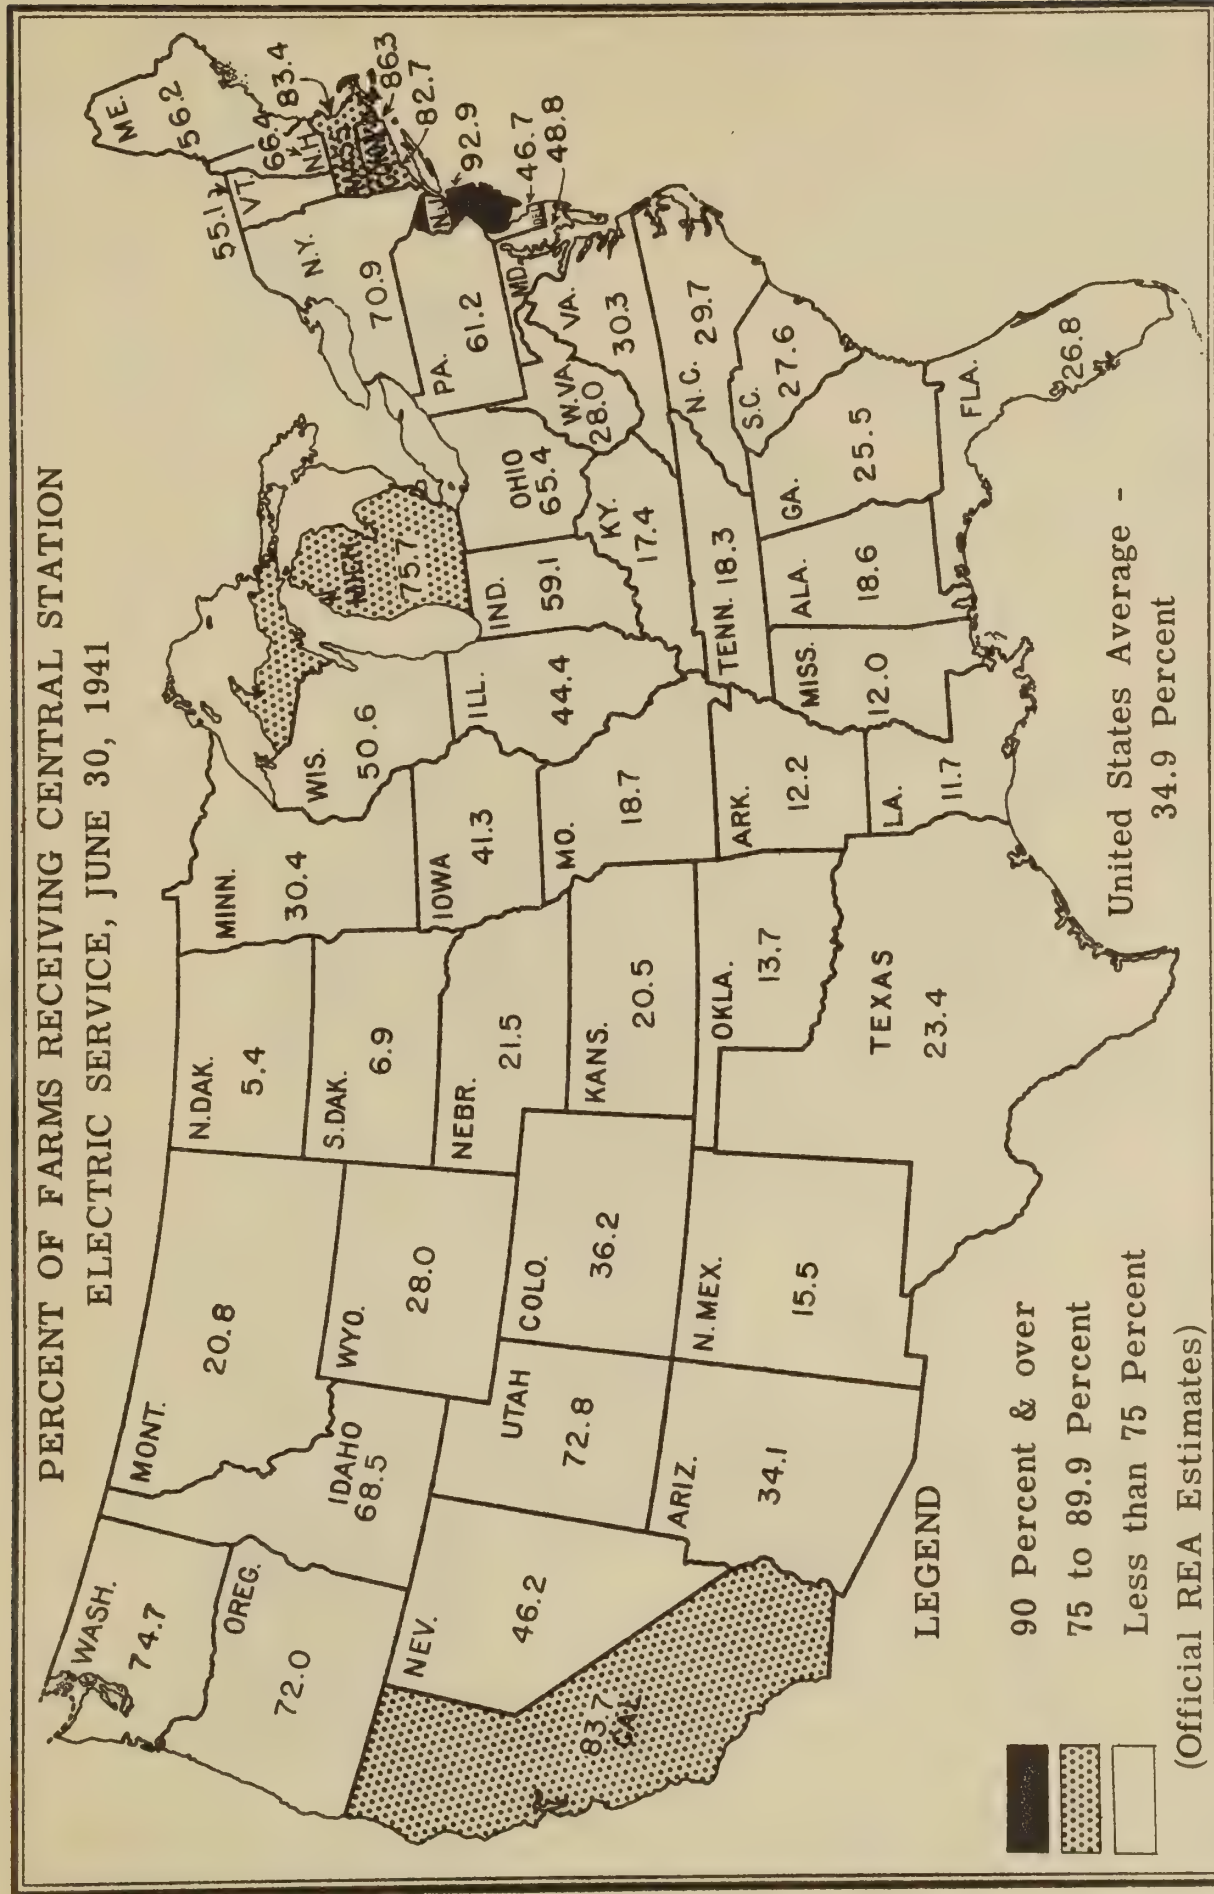 PERCENT OF FARMS RECEIVING CENTRAL STATION
ELECTRIC SERVICE, JUNE 30, 1941
WASH.
74.7
OREG.
72.0
CAL
83.7
NEV.
46.2
IDAHO
68.5
MONT.
20.8
WYO.
28.0
UTAH
72.8
COLO.
36.2
ARIZ.
34.1
N.MEX.
15.5
N.DAK.
5.4
S.DAK.
6.9
NEBR.
21.5
KANS.
20.5
OKLA.
13.7
TEXAS
23.4
MINN.
30.4
IOWA
41.3
MO.
18.7
ARK.
12.2
LA.
11.7
WIS.
50.6
ILL.
44.4
MICH.
75.7
IND.
59.1
OHIO
65.4
KY.
17.4
TENN. 18.3
MISS.
12.0
ALA.
18.6
GA.
25.5
FLA.
26.8
S.C.
27.6
N.C.
29.7
VA.
30.3
W.VA.
28.0
MD.
48.8
DEL.
46.7
PA.
61.2
N.J.
92.9
N.Y.
70.9
CONN.
82.7
86.3
MASS.
83.4
VT.
55.1
N.H.
66.4
ME.
56.2
LEGEND
90 Percent & over
75 to 89.9 Percent
Less than 75 Percent
(Official REA Estimates)
United States Average -
34.9 Percent